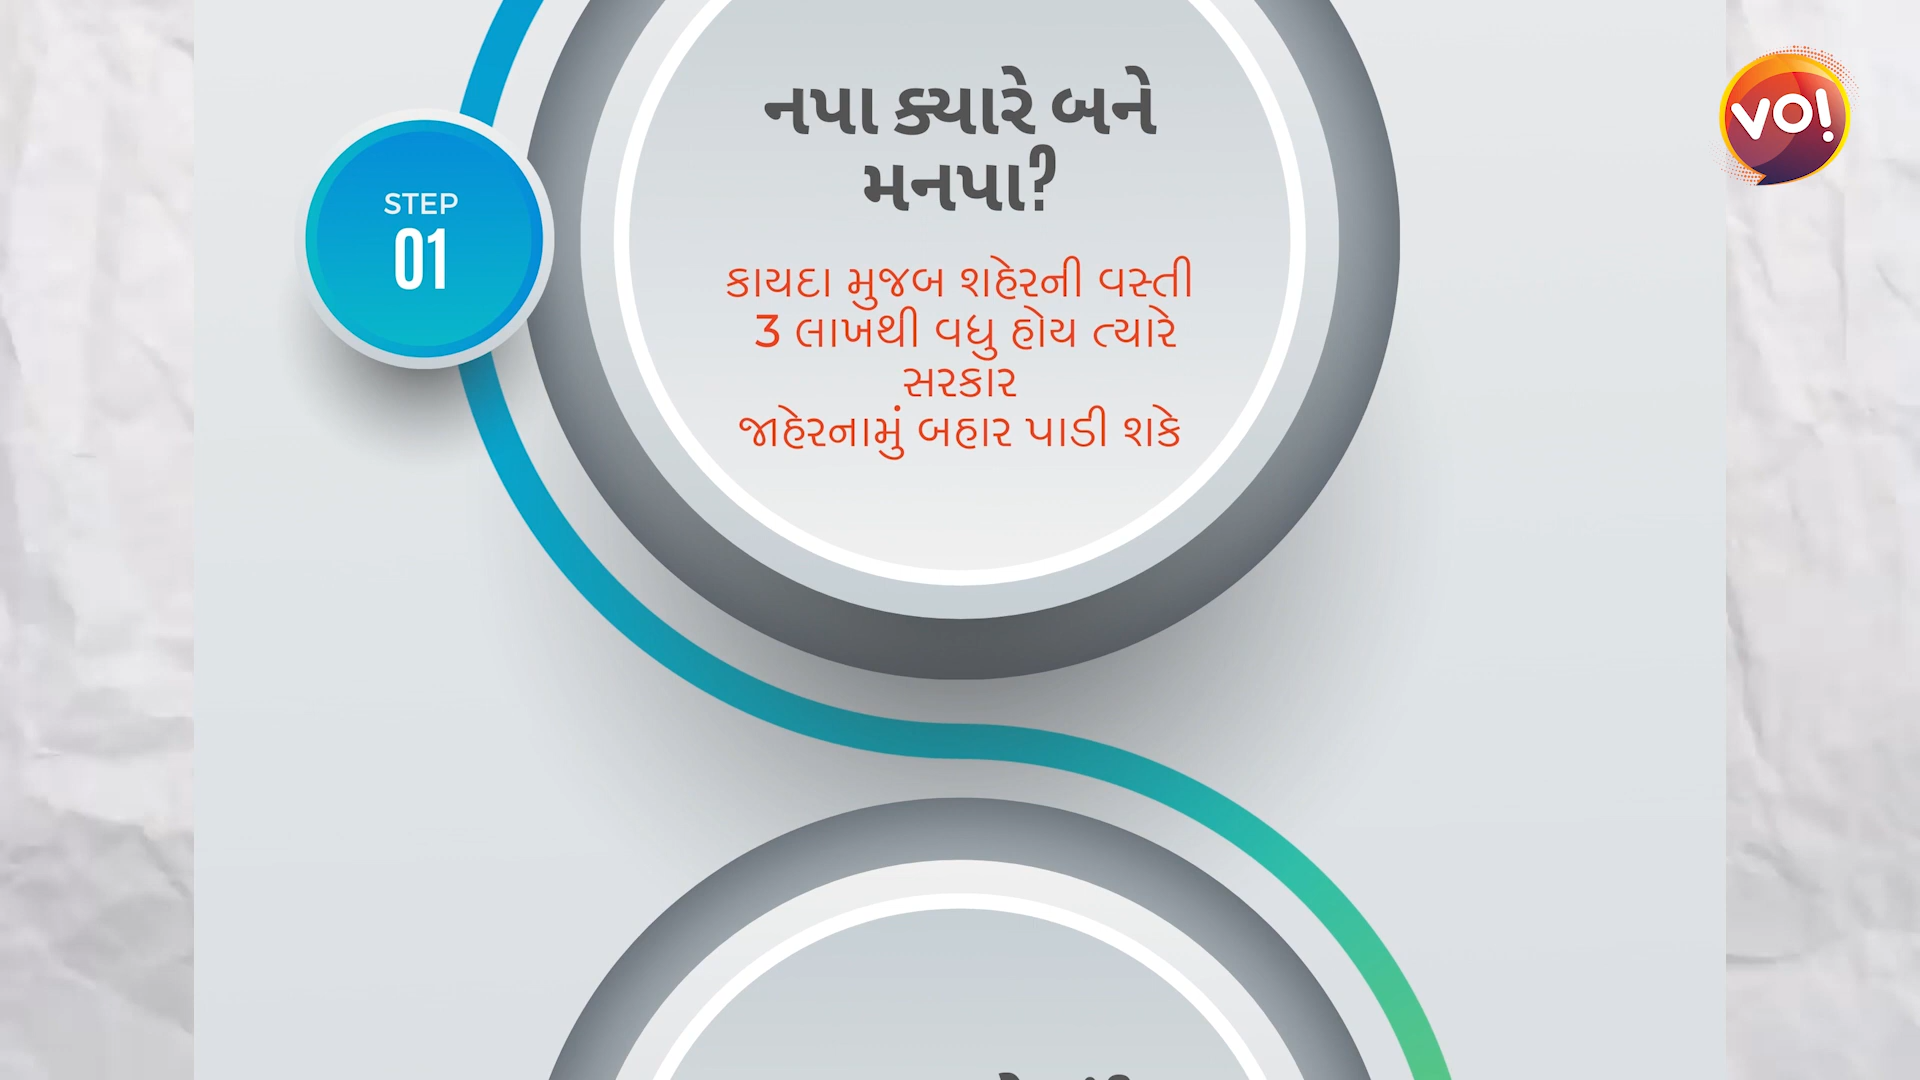 VO!
નપા ક્યારે બને
મનપા?
STEP
01
કાયદા મુજબ શહેરની વસ્તી
3 લાખથી વધુ હોય ત્યારે
સરકાર
જાહેરનામું બહાર પાડી શકે